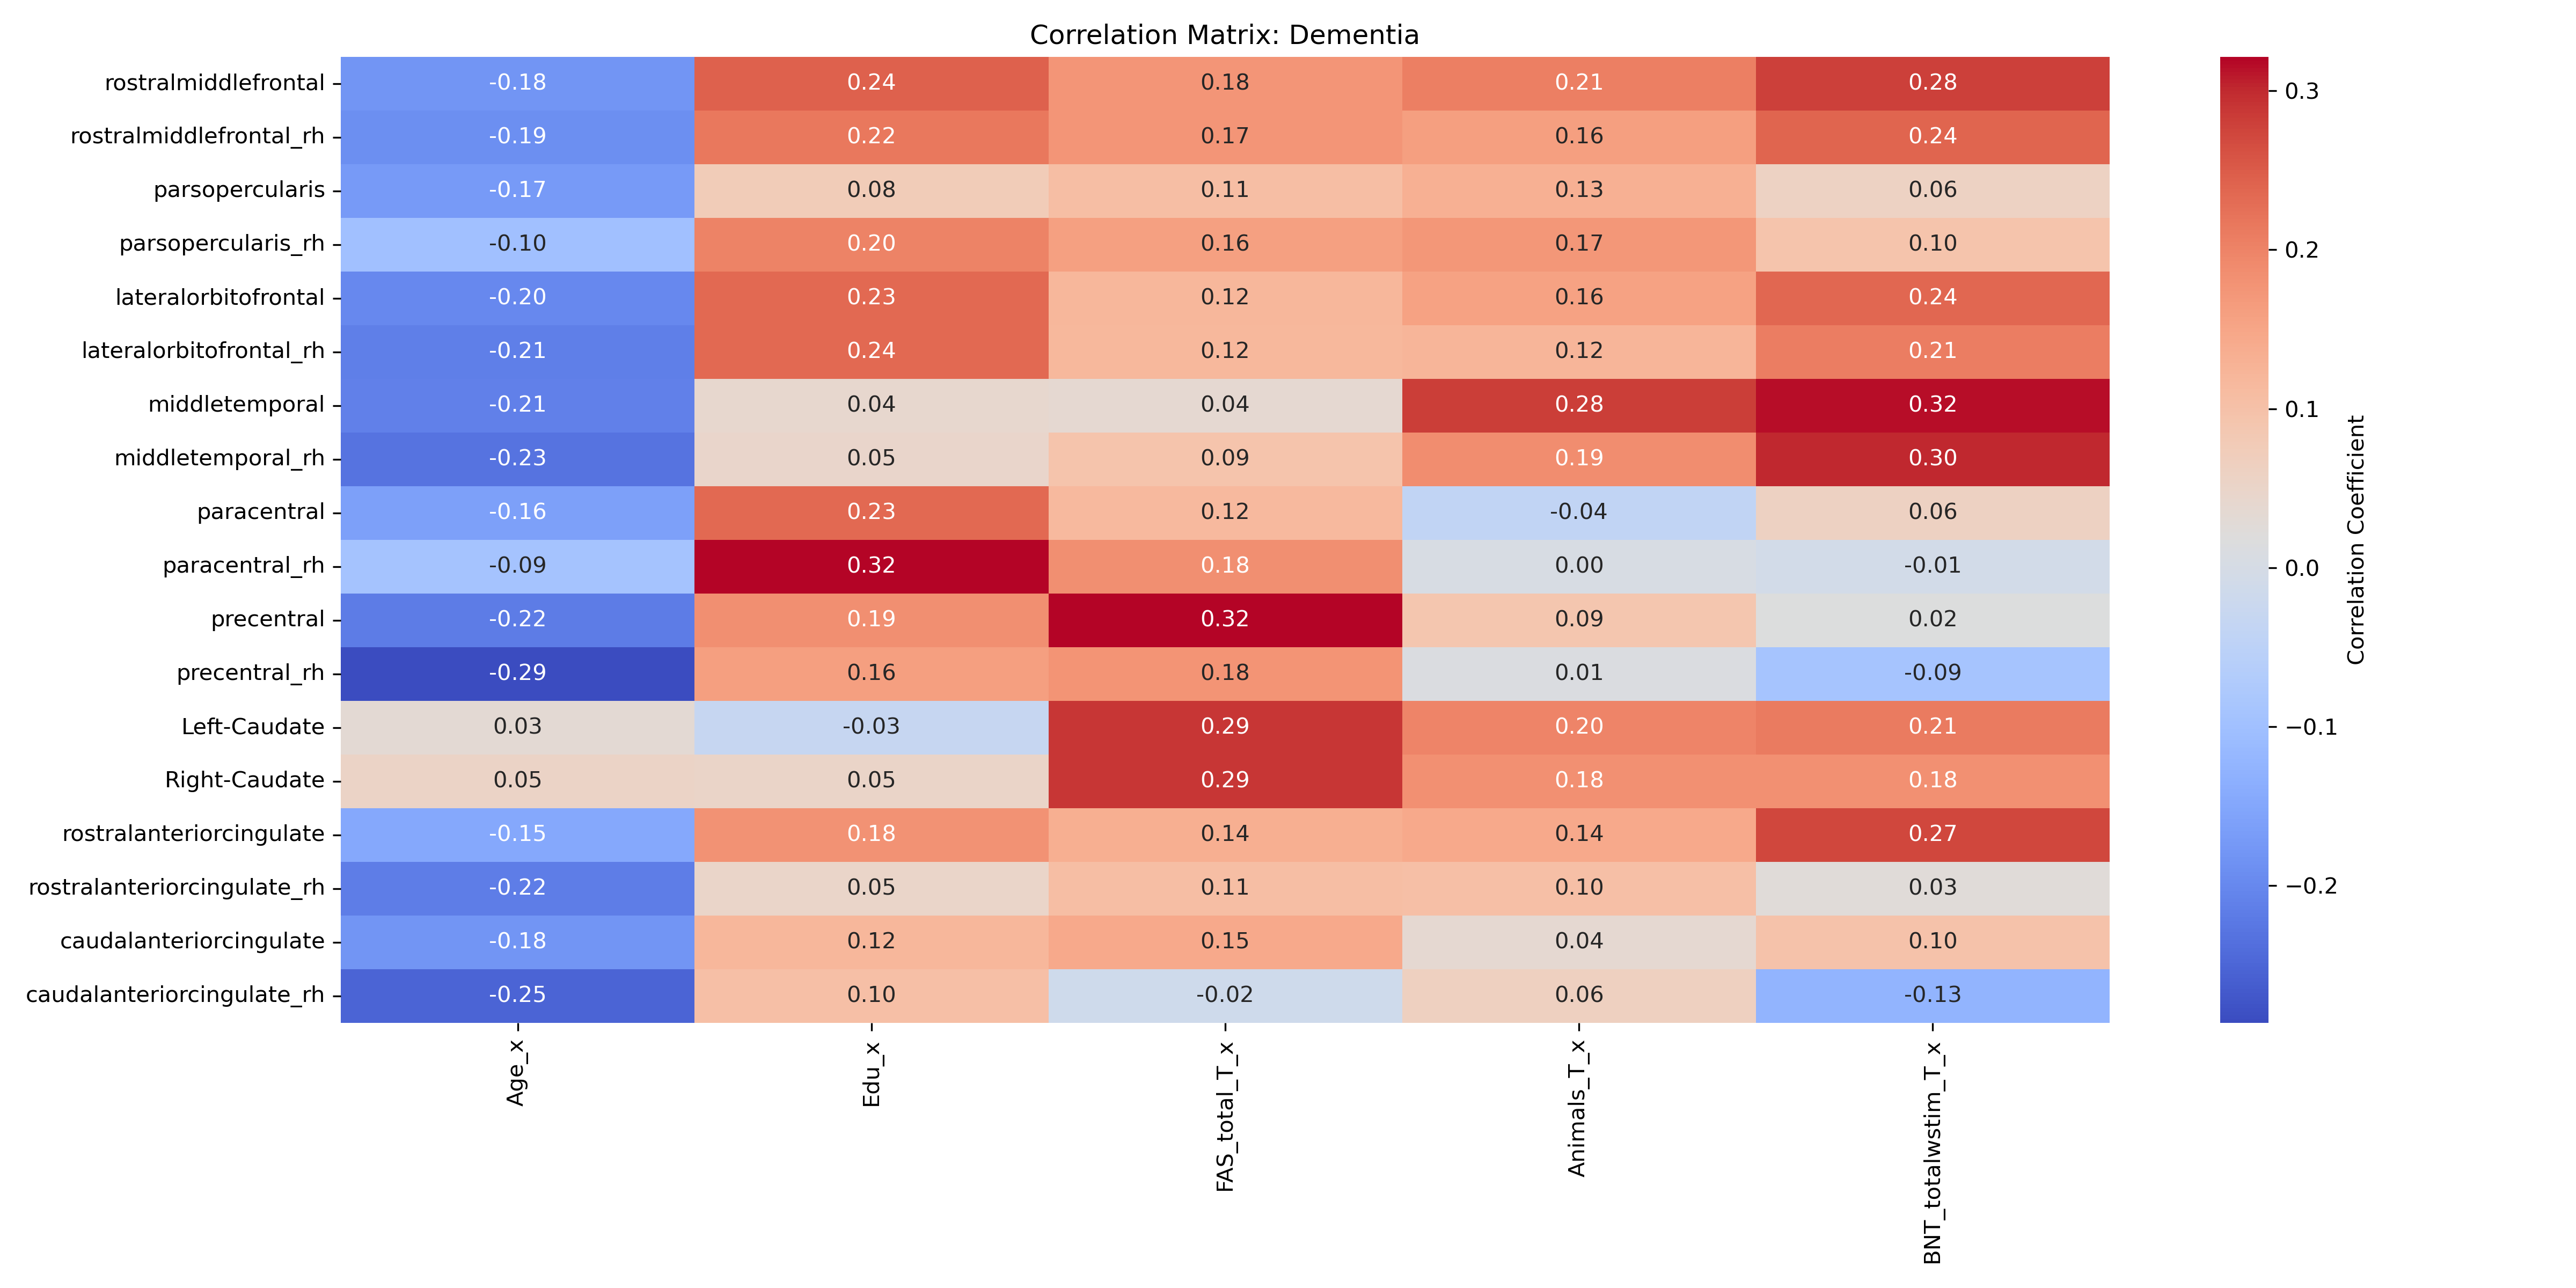 Correlation Matrix: Dementia
rostralmiddlefrontal -0.18 0.24 0.18 0.21 0.28
rostralmiddlefrontal_rh -0.19 0.22 0.17 0.16 0.24
parsopercularis -0.17 0.08 0.11 0.13 0.06
parsopercularis_rh -0.10 0.20 0.16 0.17 0.10
lateralorbitofrontal -0.20 0.23 0.12 0.16 0.24
lateralorbitofrontal_rh -0.21 0.24 0.12 0.12 0.21
middletemporal -0.21 0.04 0.04 0.28 0.32
middletemporal_rh -0.23 0.05 0.09 0.19 0.30
paracentral -0.16 0.23 0.12 -0.04 0.06
paracentral_rh -0.09 0.32 0.18 0.00 -0.01
precentral -0.22 0.19 0.32 0.09 0.02
precentral_rh -0.29 0.16 0.18 0.01 -0.09
Left-Caudate 0.03 -0.03 0.29 0.20 0.21
Right-Caudate 0.05 0.05 0.29 0.18 0.18
rostralanteriorcingulate -0.15 0.18 0.14 0.14 0.27
rostralanteriorcingulate_rh -0.22 0.05 0.11 0.10 0.03
caudalanteriorcingulate -0.18 0.12 0.15 0.04 0.10
caudalanteriorcingulate_rh -0.25 0.10 -0.02 0.06 -0.13
Age_x
Edu_x
FAS_total_T_x
Animals_T_x
BNT_totalwstim_T_x
0.3
0.2
0.1
0.0
−0.1
−0.2
Correlation Coefficient